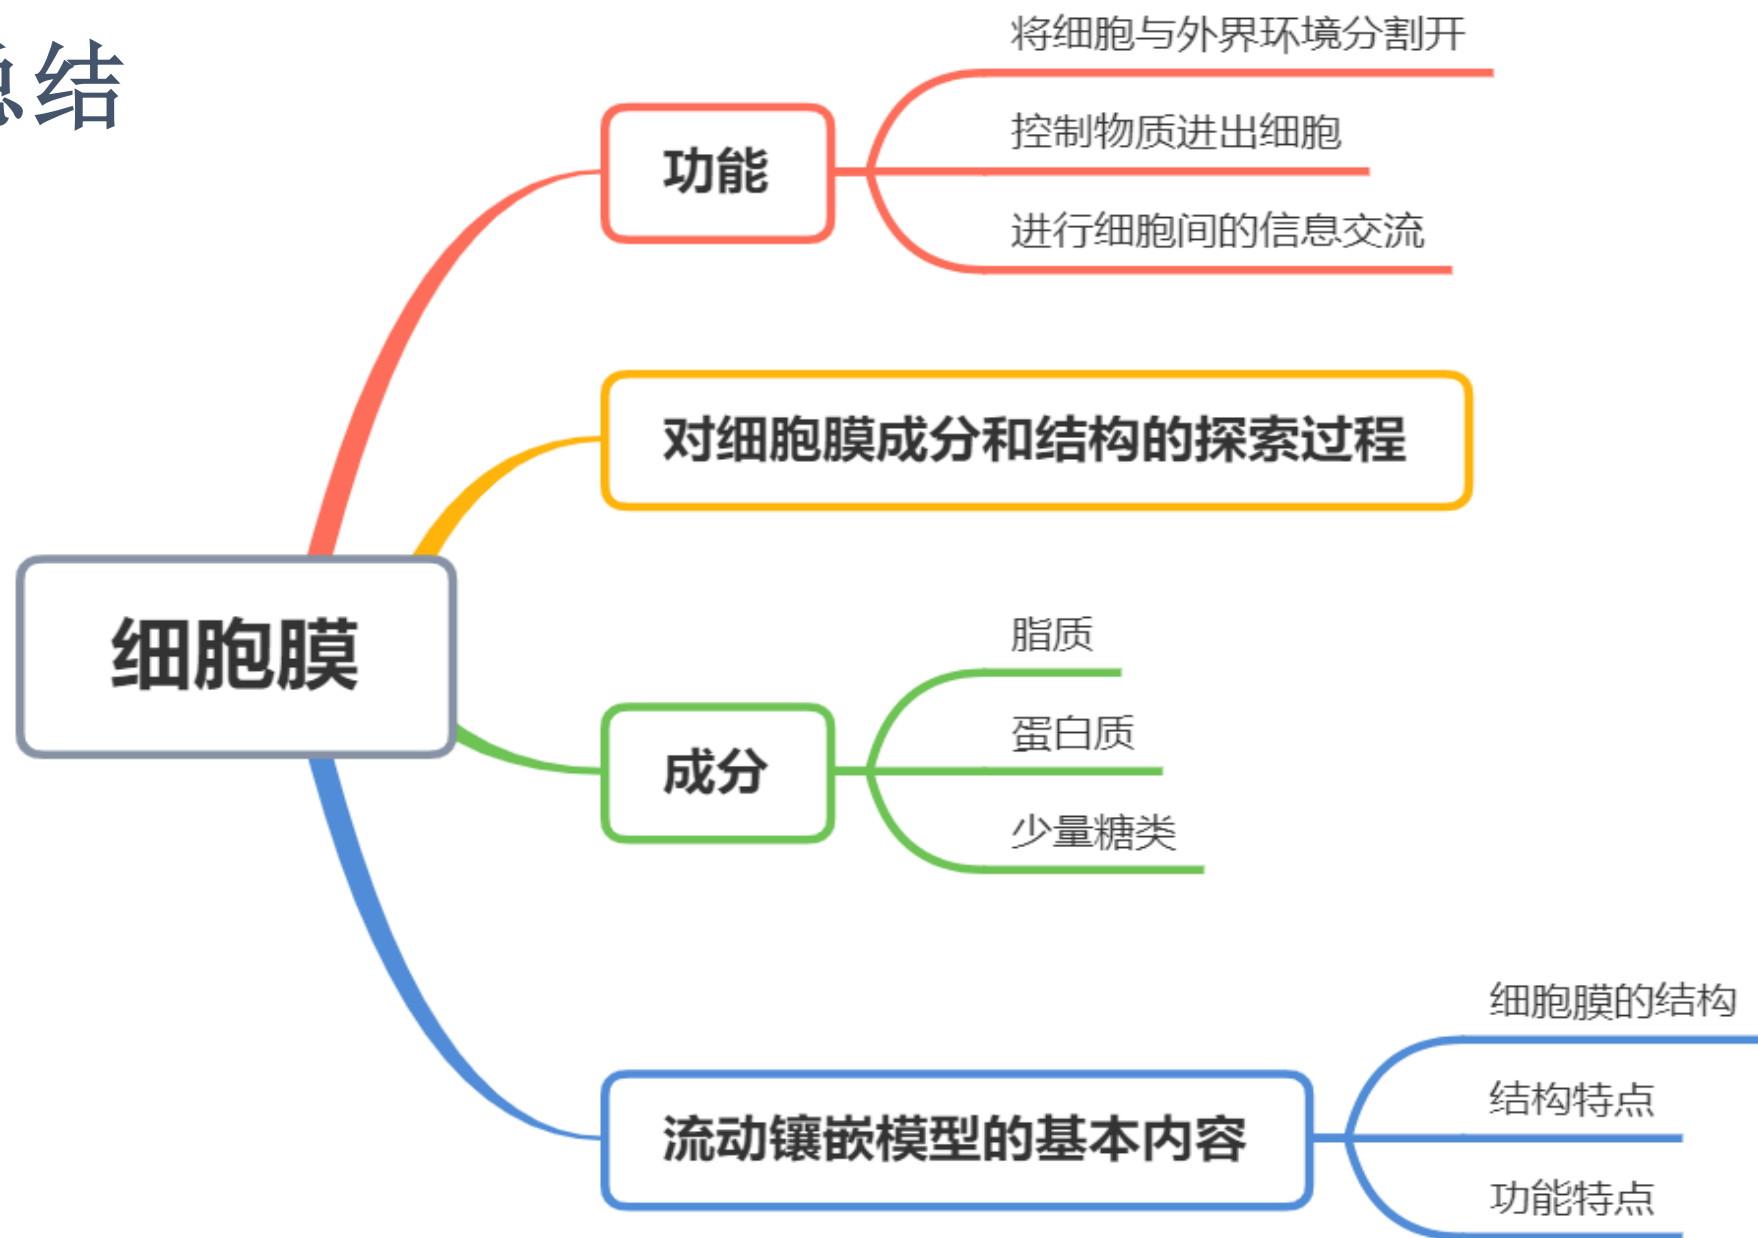 总结
将细胞与外界环境分割开
控制物质进出细胞
进行细胞间的信息交流
功能
对细胞膜成分和结构的探索过程
细胞膜
脂质
蛋白质
少量糖类
成分
细胞膜的结构
结构特点
功能特点
流动镶嵌模型的基本内容